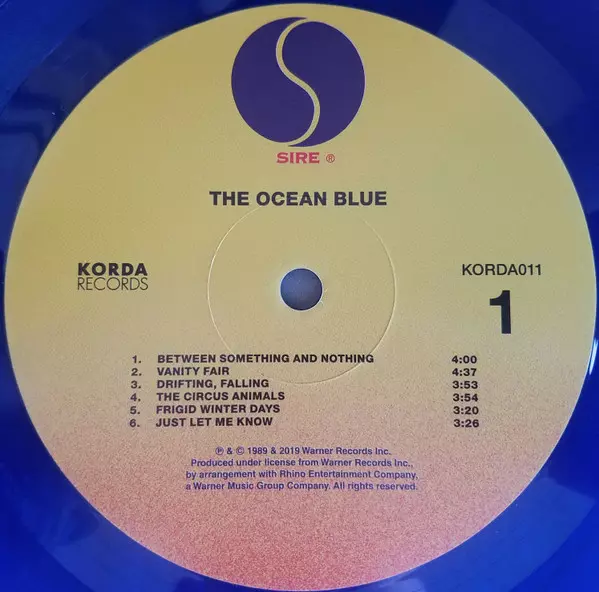 SIRE ®
THE OCEAN BLUE
KORDA
RECORDS
KORDA011
1
1. BETWEEN SOMETHING AND NOTHING 4:00
2. VANITY FAIR 4:37
3. DRIFTING, FALLING 3:53
4. THE CIRCUS ANIMALS 3:54
5. FRIGID WINTER DAYS 3:20
6. JUST LET ME KNOW 3:26
℗ & © 1989 & 2019 Warner Records Inc.
Produced under license from Warner Records Inc.,
by arrangement with Rhino Entertainment Company,
a Warner Music Group Company. All rights reserved.